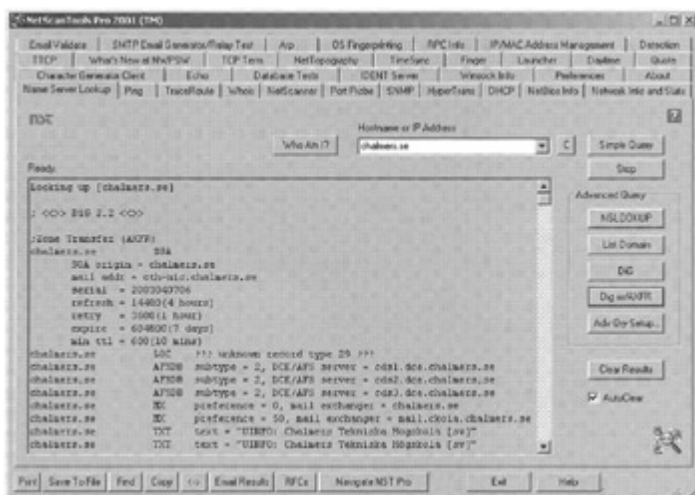 NetScanTools Pro 2001 (TM)
Email Validate SMTP Email Generator/Relay Test Arp OS Fingerprinting RPC Info IP/MAC Address Management Demotion
TTCP What's New at NWPSW TCP Term NetTopography TimeSync Finger Launcher Daytime Quote
Character Generator Client Echo Database Tests IDENT Server Winsock Info Preferences About
Name Server Lookup Ping TraceRoute Whois NetScanner Port Probe SNMP HyperTrans DHCP NetBios Info Network Info and Stats
nst
Hostname or IP Address
Who Am I? chalmers.se C Simple Query
Ready. Stop
Looking up [chalmers.se]
Advanced Query
; <<>> DIG 2.2 <<>>
NSLOOKUP
;Zone Transfer (AXFR)
List Domain
chalmers.se SOA
SOA origin = chalmers.se
DiG
mail addr = cth-nic.chalmers.se
serial = 2003040706
Dig w/AXFR
refresh = 14400(4 hours)
retry = 3600(1 hour)
Adv Qry Setup...
expire = 604800(7 days)
min ttl = 600(10 mins)
chalmers.se LOC ??? unknown record type 29 ???
chalmers.se AFSDB subtype = 2, DCE/AFS server = cds1.dce.chalmers.se
Clear Results
chalmers.se AFSDB subtype = 2, DCE/AFS server = cds2.dce.chalmers.se
chalmers.se AFSDB subtype = 2, DCE/AFS server = cds3.dce.chalmers.se
AutoClear
chalmers.se MX preference = 0, mail exchanger = chalmers.se
chalmers.se MX preference = 50, mail exchanger = mail.ckola.chalmers.se
chalmers.se TXT text = "UINFO: Chalmers Tekniska Hogskola [sv]"
chalmers.se TXT text = "UINFO: Chalmers Tekniska Högskola [sv]"
Print Save To File Find Copy <-> Email Results RFCs Navigate NST Pro Exit Help